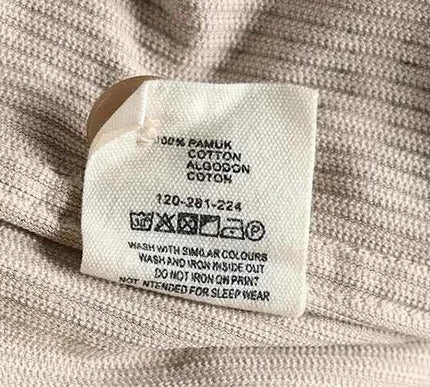 100% PAMUK
COTTON
ALGODON
COTON
120-281-224
WASH WITH SIMILAR COLOURS
WASH AND IRON INSIDE OUT
DO NOT IRON ON PRINT
NOT INTENDED FOR SLEEP WEAR